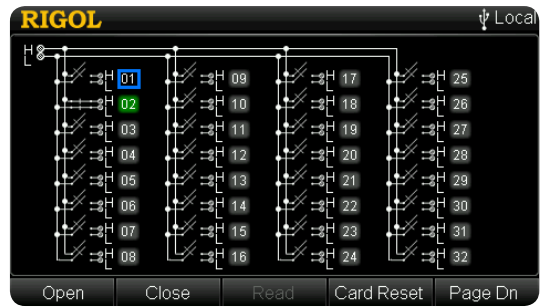 RIGOL Local
H
L
H 01 H 09 H 17 H 25
L L L L
H 02 H 10 H 18 H 26
L L L L
H 03 H 11 H 19 H 27
L L L L
H 04 H 12 H 20 H 28
L L L L
H 05 H 13 H 21 H 29
L L L L
H 06 H 14 H 22 H 30
L L L L
H 07 H 15 H 23 H 31
L L L L
H 08 H 16 H 24 H 32
L L L L
Open Close Read Card Reset Page Dn